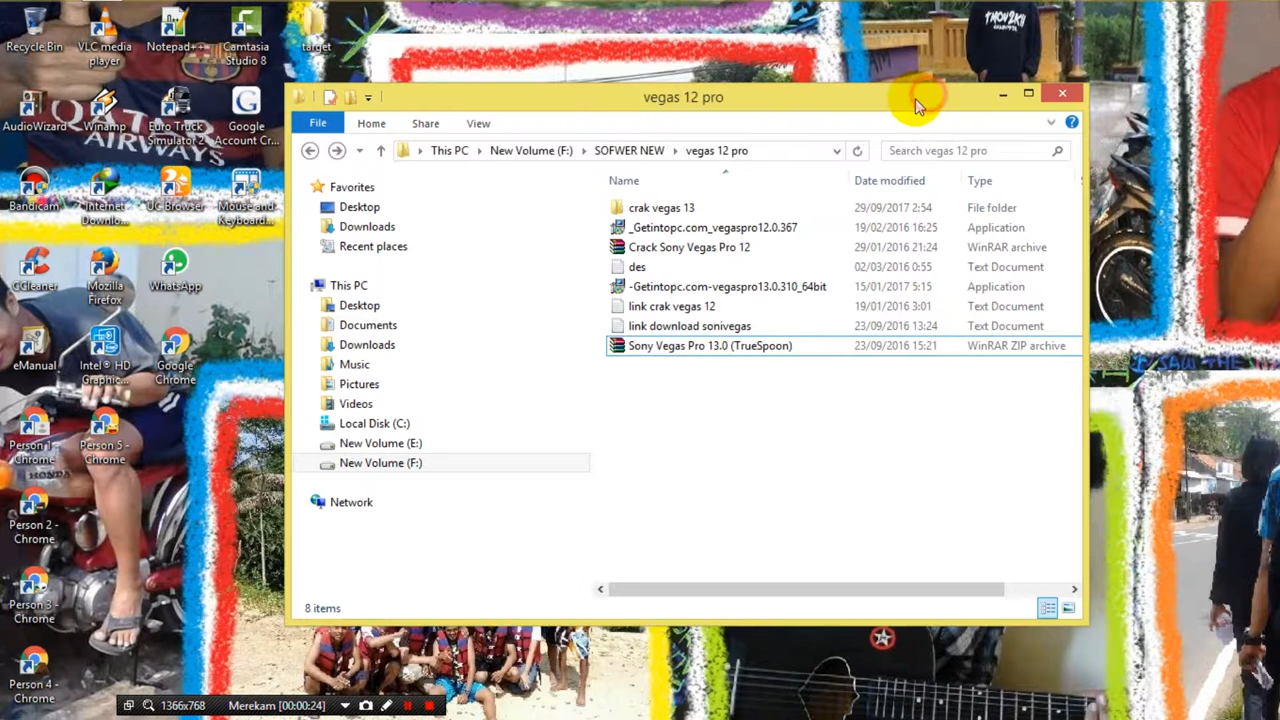 Recycle Bin
VLC media player
Notepad++
Camtasia Studio 8
target
AudioWizard
Winamp
Euro Truck Simulator 2
Google Account Cr...
Bandicam
Internet Downlo...
UC Browser
Mouse and Keyboard...
CCleaner
Mozilla Firefox
WhatsApp
eManual
Intel® HD Graphic...
Google Chrome
Person 1 - Chrome
Person 5 - Chrome
Person 2 - Chrome
Person 3 - Chrome
Person 4 - Chrome
QATAR
AIRWAYS
vegas 12 pro
File Home Share View
This PC New Volume (F:) SOFWER NEW vegas 12 pro
Search vegas 12 pro
Favorites
Desktop
Downloads
Recent places
This PC
Desktop
Documents
Downloads
Music
Pictures
Videos
Local Disk (C:)
New Volume (E:)
New Volume (F:)
Network
Name Date modified Type
crak vegas 13 29/09/2017 2:54 File folder
_Getintopc.com_vegaspro12.0.367 19/02/2016 16:25 Application
Crack Sony Vegas Pro 12 29/01/2016 21:24 WinRAR archive
des 02/03/2016 0:55 Text Document
-Getintopc.com-vegaspro13.0.310_64bit 15/01/2017 5:15 Application
link crak vegas 12 19/01/2016 3:01 Text Document
link download sonivegas 23/09/2016 13:24 Text Document
Sony Vegas Pro 13.0 (TrueSpoon) 23/09/2016 15:21 WinRAR ZIP archive
8 items
1366x768 Merekam [00:00:24]